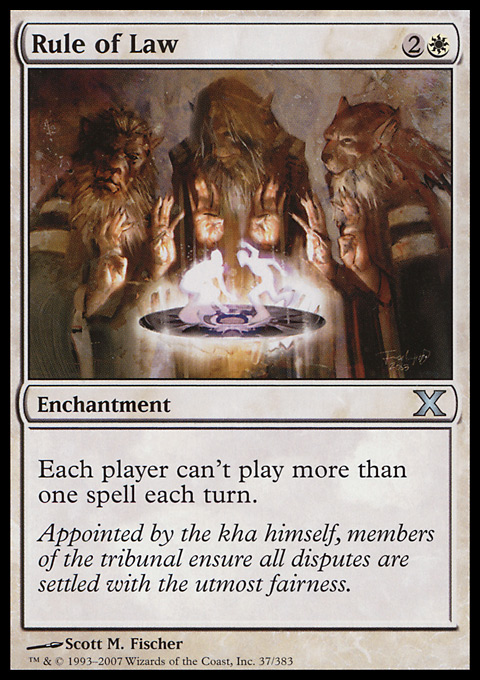 Rule of Law 2
Enchantment X
Each player can't play more than
one spell each turn.
Appointed by the kha himself, members
of the tribunal ensure all disputes are
settled with the utmost fairness.
Scott M. Fischer
™ & © 1993–2007 Wizards of the Coast, Inc. 37/383